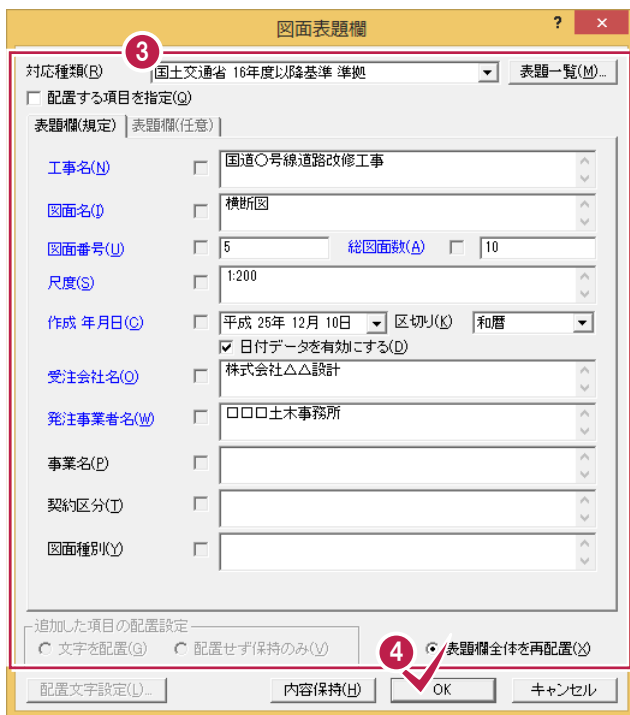 図面表題欄 ? ×
3
対応種類(R) 国土交通省 16年度以降基準 準拠 表題一覧(M)...
配置する項目を指定(Q)
表題欄(規定) 表題欄(任意)
工事名(N) 国道〇号線道路改修工事
図面名(I) 横断図
図面番号(U) 5 総図面数(A) 10
尺度(S) 1:200
作成 年月日(C) 平成 25年 12月 10日 区切り(K) 和暦
日付データを有効にする(D)
受注会社名(O) 株式会社△△設計
発注事業者名(W) □□□土木事務所
事業名(P)
契約区分(T)
図面種別(Y)
追加した項目の配置設定
文字を配置(G) 配置せず保持のみ(V) 4 表題欄全体を再配置(X)
配置文字設定(L)... 内容保持(H) OK キャンセル